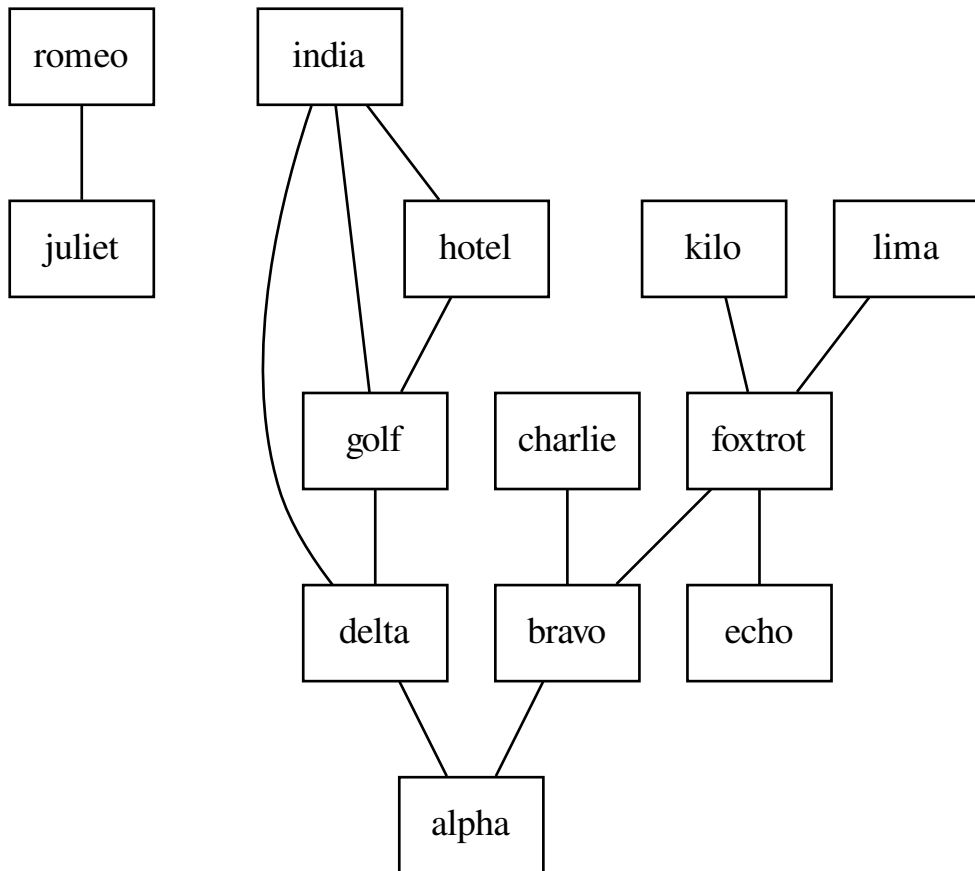 romeo
india
juliet
hotel
kilo
lima
golf
charlie
foxtrot
delta
bravo
echo
alpha